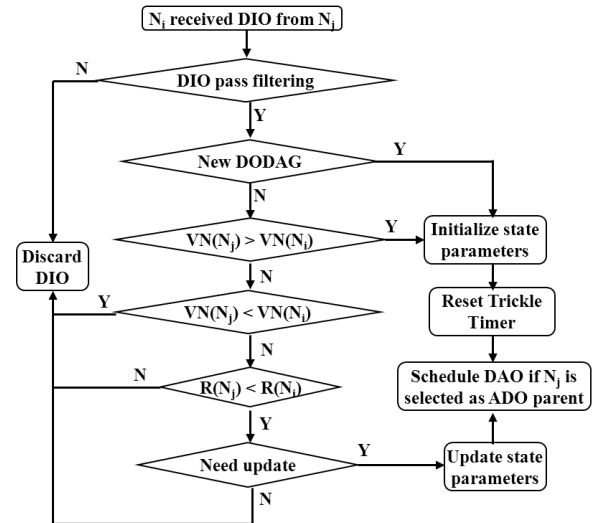 Nᵢ received DIO from Nⱼ
N
DIO pass filtering
Y
New DODAG
Y
N
VN(Nⱼ) > VN(Nᵢ)
Y
Initialize state
parameters
Discard
DIO
N
Y
VN(Nⱼ) < VN(Nᵢ)
Reset Trickle
Timer
N
N
R(Nⱼ) < R(Nᵢ)
Schedule DAO if Nⱼ is
selected as ADO parent
Y
Need update
Y
Update state
parameters
N